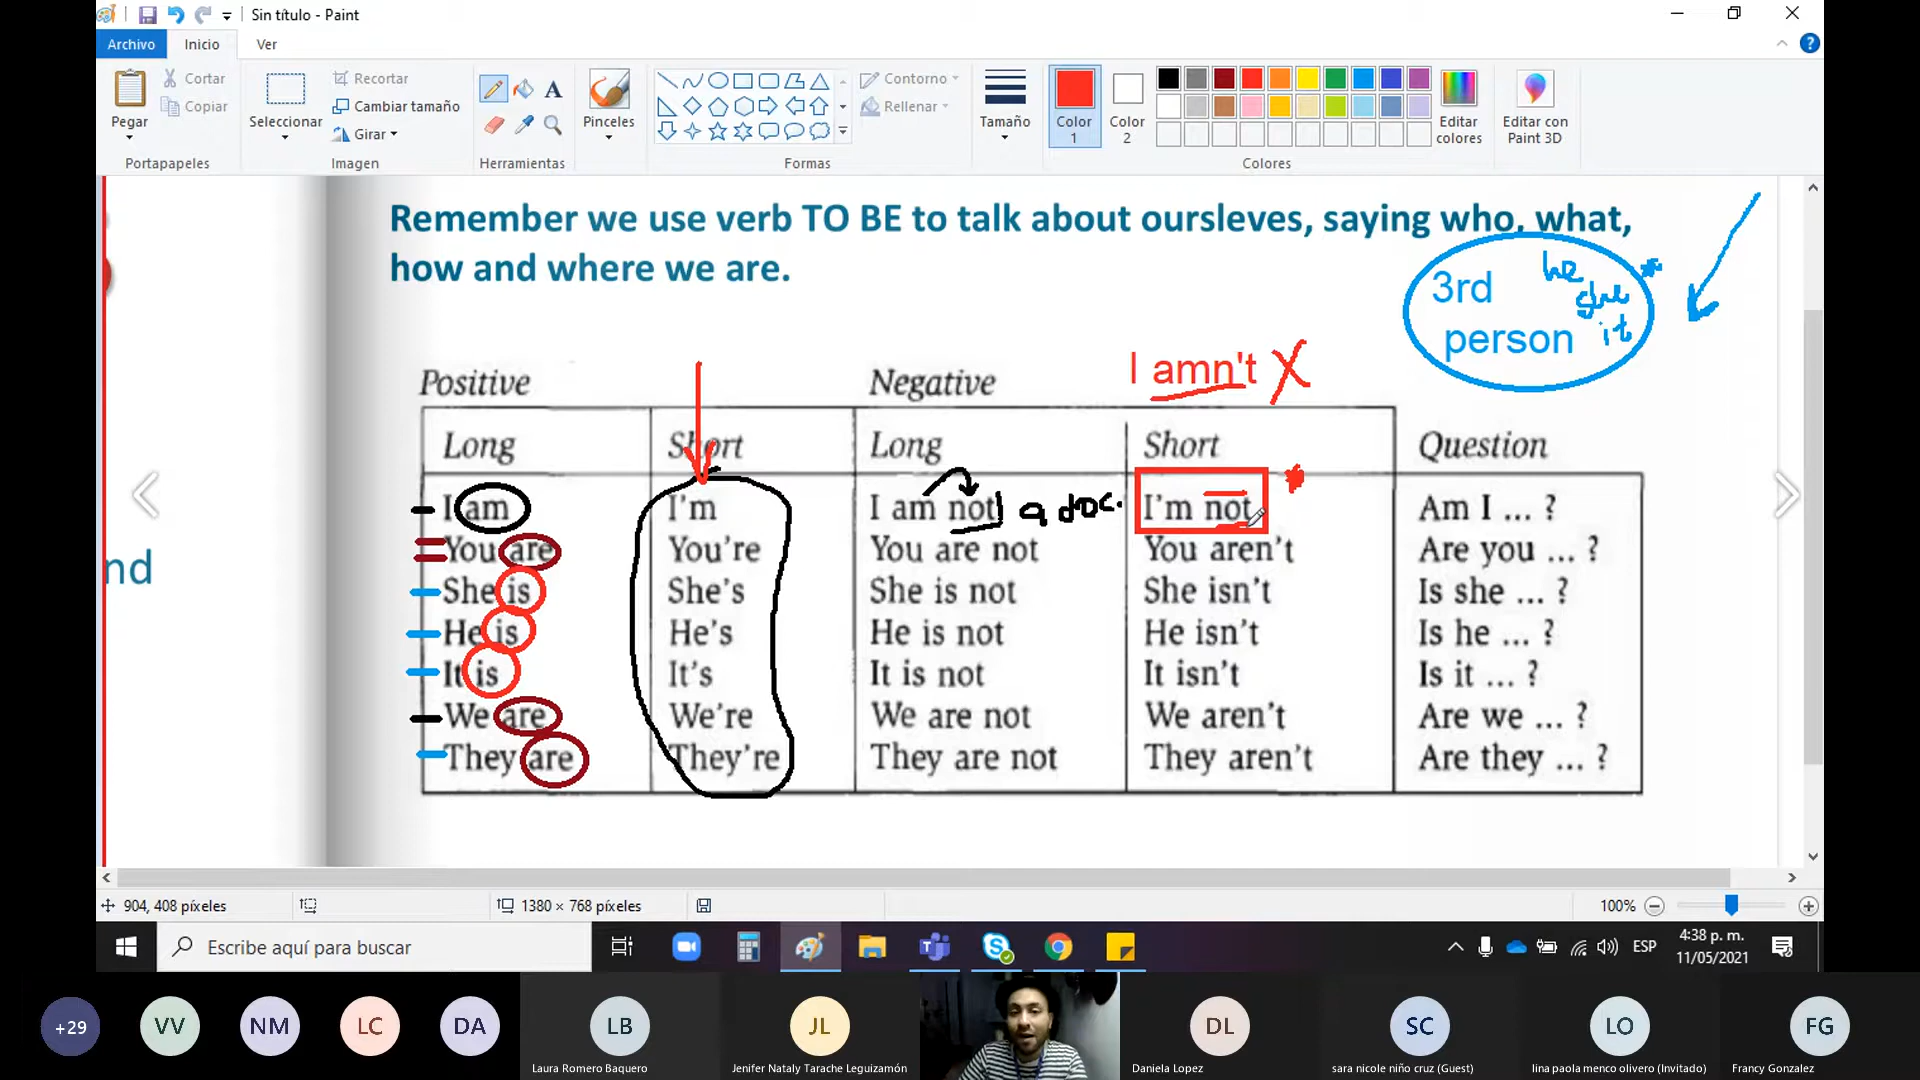 Sin título - Paint
Archivo Inicio Ver
Pegar
Cortar
Copiar
Portapapeles
Seleccionar
Recortar
Cambiar tamaño
Girar
Imagen
A
Herramientas
Pinceles
Contorno
Rellenar
Formas
Tamaño
Color 1
Color 2
Editar colores
Editar con Paint 3D
Colores
Remember we use verb TO BE to talk about oursleves, saying who, what,
how and where we are.
3rd person
he
she
it
I amn't X
Positive Negative
Long Short Long Short Question
I am I'm I am not a doc. I'm not Am I ... ?
You are You're You are not You aren't Are you ... ?
She is She's She is not She isn't Is she ... ?
He is He's He is not He isn't Is he ... ?
It is It's It is not It isn't Is it ... ?
We are We're We are not We aren't Are we ... ?
They are They're They are not They aren't Are they ... ?
nd
904, 408 píxeles
1380 × 768 píxeles
100%
Escribe aquí para buscar
ESP
4:38 p. m.
11/05/2021
+29 VV NM LC DA LB JL DL SC LO FG
Laura Romero Baquero
Jenifer Nataly Tarache Leguizamón
Daniela Lopez
sara nicole niño cruz (Guest)
lina paola menco olivero (Invitado)
Francy Gonzalez